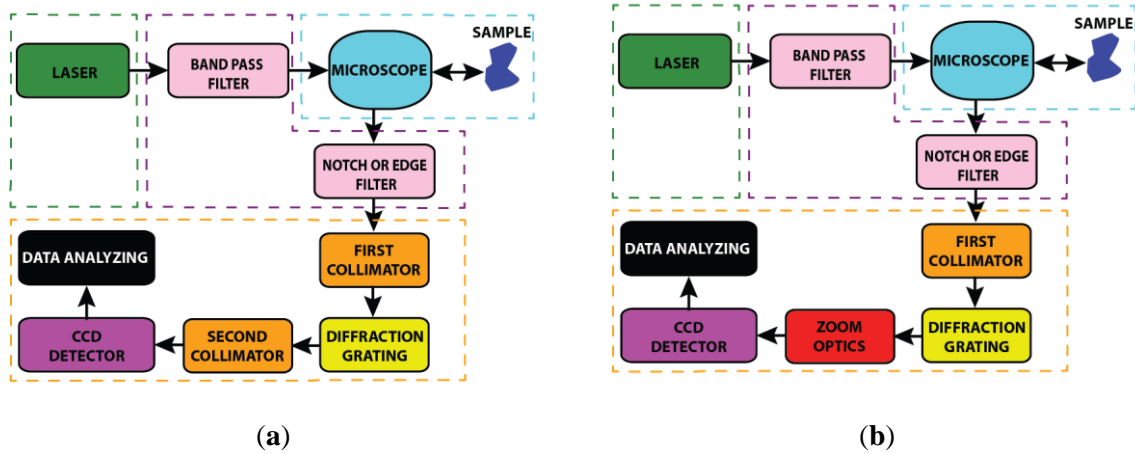 LASER
BAND PASS
FILTER
MICROSCOPE
SAMPLE
NOTCH OR EDGE
FILTER
DATA ANALYZING
FIRST
COLLIMATOR
CCD
DETECTOR
SECOND
COLLIMATOR
DIFFRACTION
GRATING
(a)
LASER
BAND PASS
FILTER
MICROSCOPE
SAMPLE
NOTCH OR EDGE
FILTER
DATA ANALYZING
FIRST
COLLIMATOR
CCD
DETECTOR
ZOOM
OPTICS
DIFFRACTION
GRATING
(b)